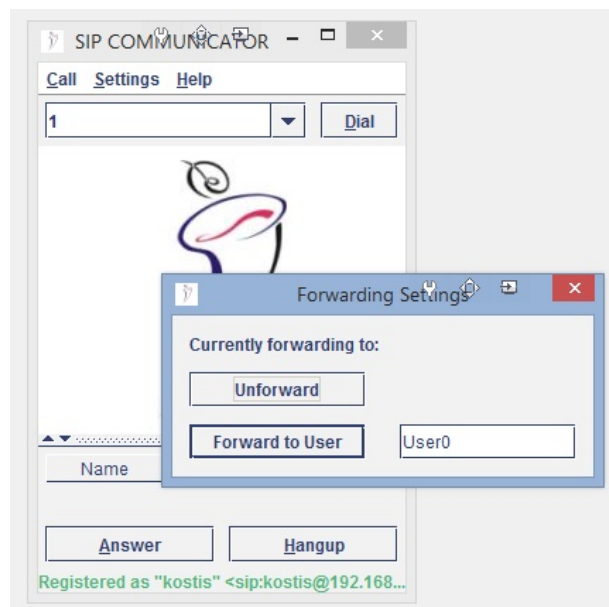 SIP COMMUNICATOR
Call Settings Help
1
Dial
Forwarding Settings
Currently forwarding to:
Unforward
Forward to User
User0
Name
Answer
Hangup
Registered as "kostis" <sip:kostis@192.168...